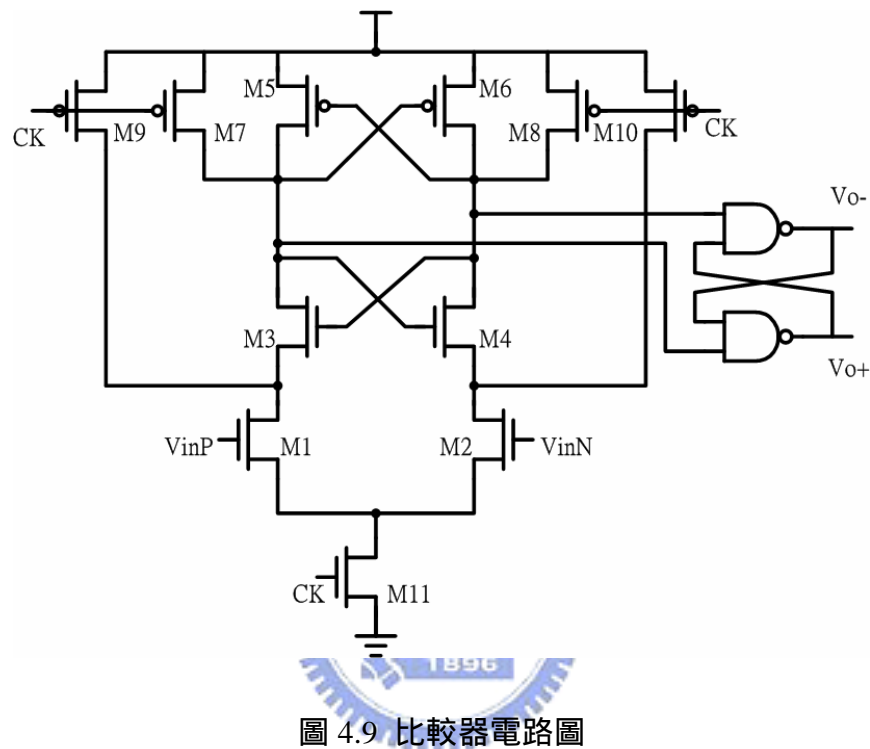 M5
M6
CK
M9
M7
M8
M10
CK
Vo-
M3
M4
Vo+
VinP
M1
M2
VinN
CK
M11
1896
圖 4.9 比較器電路圖